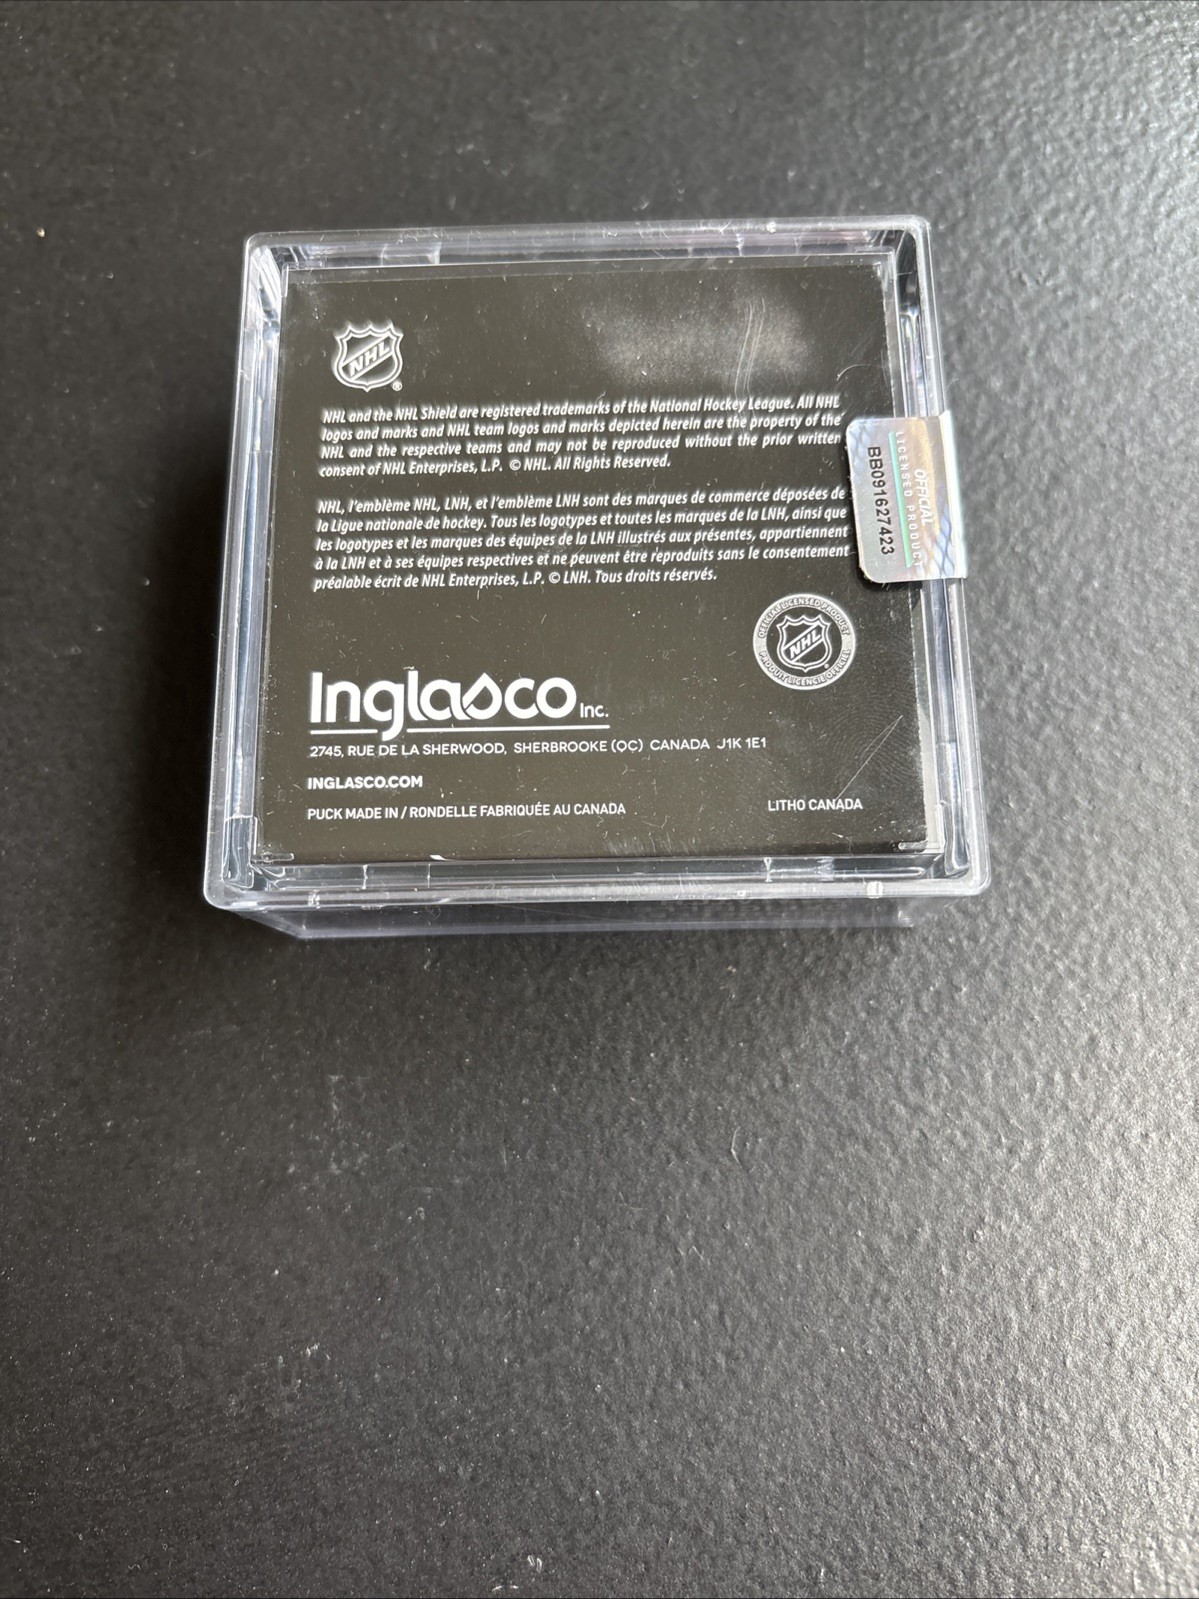 NHL
®
NHL and the NHL Shield are registered trademarks of the National Hockey League. All NHL
logos and marks and NHL team logos and marks depicted herein are the property of the
NHL and the respective teams and may not be reproduced without the prior written
consent of NHL Enterprises, L.P. © NHL. All Rights Reserved.
NHL, l'emblème NHL, LNH, et l'emblème LNH sont des marques de commerce déposées de
la Ligue nationale de hockey. Tous les logotypes et toutes les marques de la LNH, ainsi que
les logotypes et les marques des équipes de la LNH illustrés aux présentes, appartiennent
à la LNH et à ses équipes respectives et ne peuvent être reproduits sans le consentement
préalable écrit de NHL Enterprises, L.P. © LNH. Tous droits réservés.
OFFICIAL
LICENSED PRODUCT
BB091627423
OFFICIAL LICENSED PRODUCT
NHL
PRODUIT LICENCIÉ OFFICIEL
Inglasco Inc.
2745, RUE DE LA SHERWOOD, SHERBROOKE (QC) CANADA J1K 1E1
INGLASCO.COM
PUCK MADE IN / RONDELLE FABRIQUÉE AU CANADA
LITHO CANADA